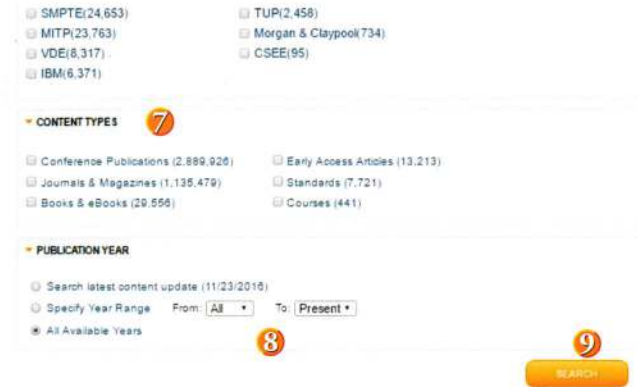 SMPTE(24,653) TUP(2,458)
MITP(23,763) Morgan & Claypool(734)
VDE(8,317) CSEE(95)
IBM(6,371)
CONTENT TYPES 7
Conference Publications (2,889,926) Early Access Articles (13,213)
Journals & Magazines (1,135,479) Standards (7,721)
Books & eBooks (29,556) Courses (441)
PUBLICATION YEAR
Search latest content update (11/23/2016)
Specify Year Range From: All To: Present
All Available Years
8 9
SEARCH